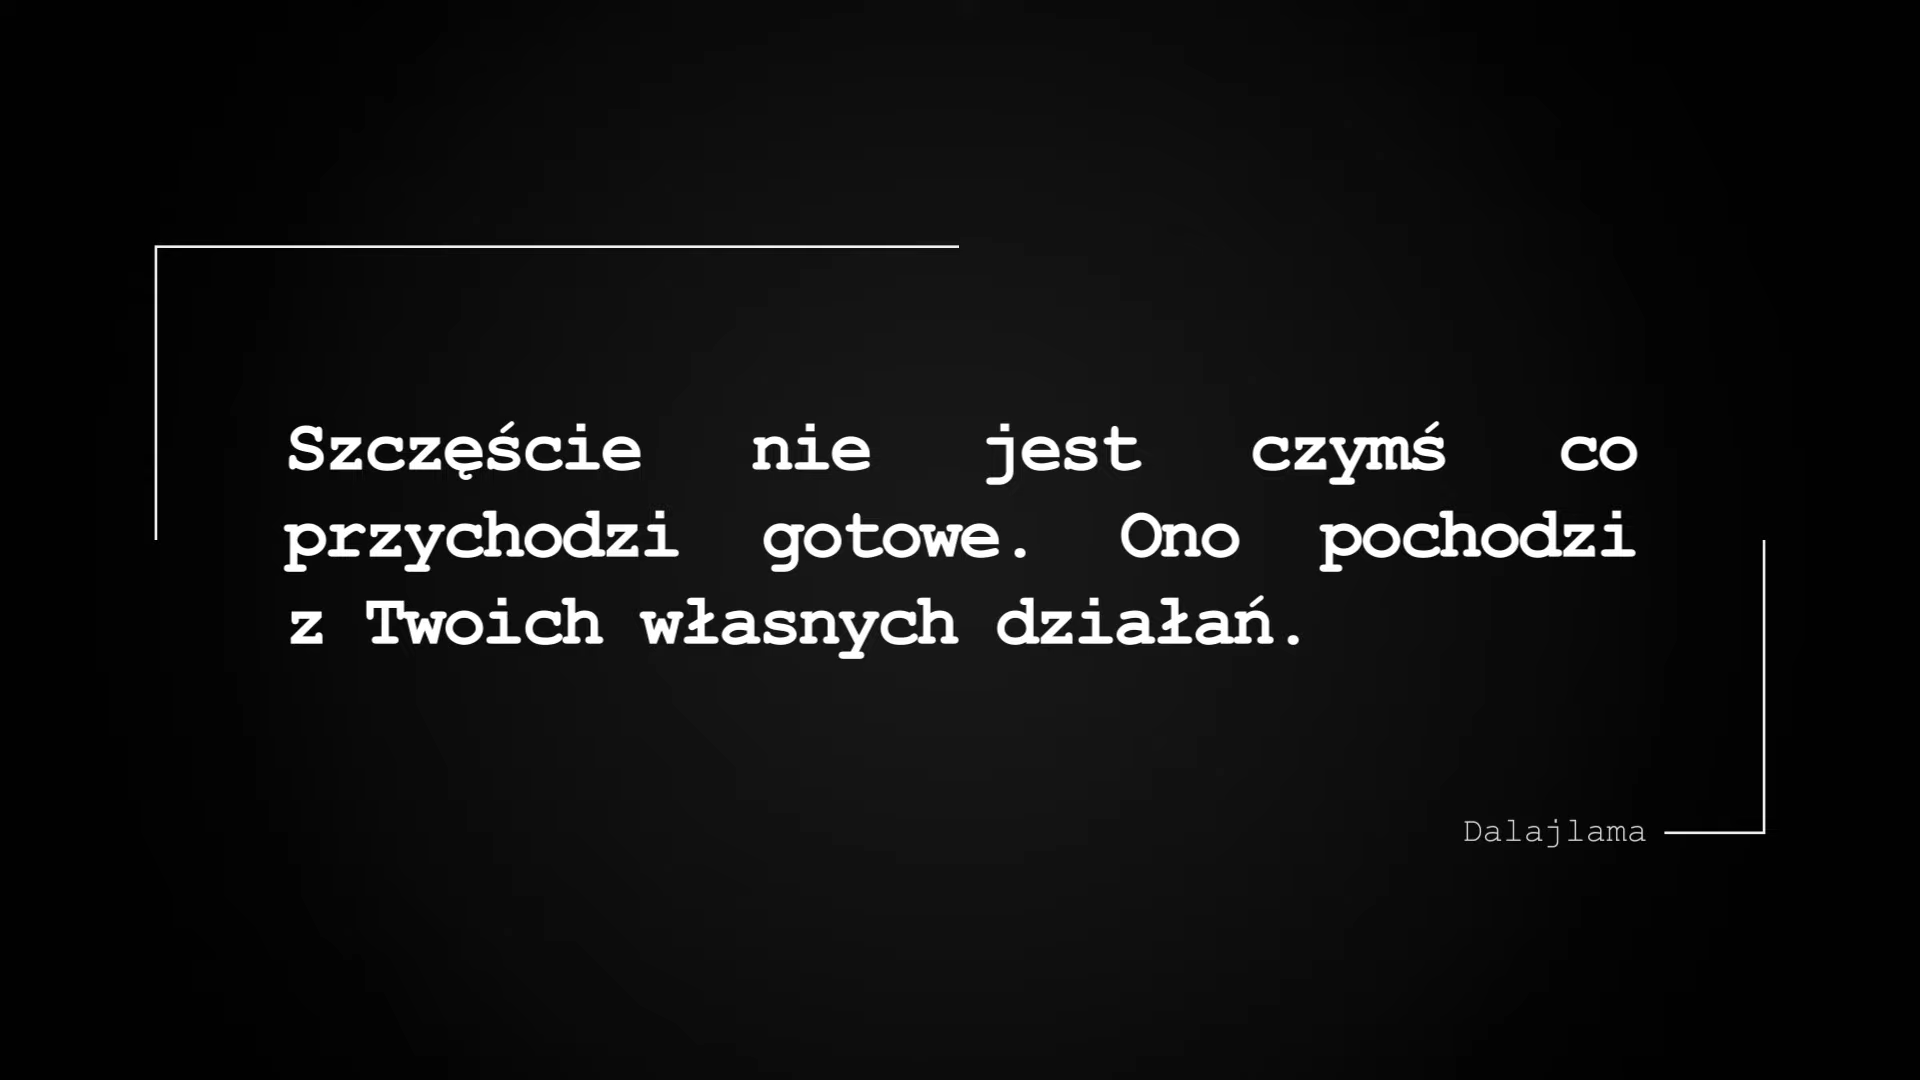 Szczęście nie jest czymś co
przychodzi gotowe. Ono pochodzi
z Twoich własnych działań.
Dalajlama